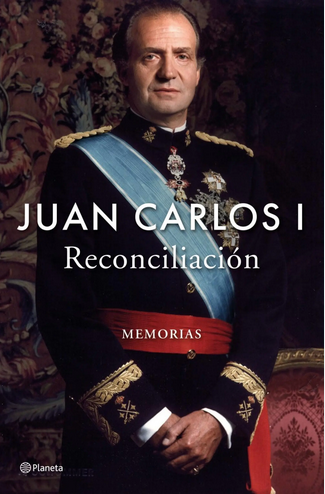 JUAN CARLOS I
Reconciliación
MEMORIAS
Planeta